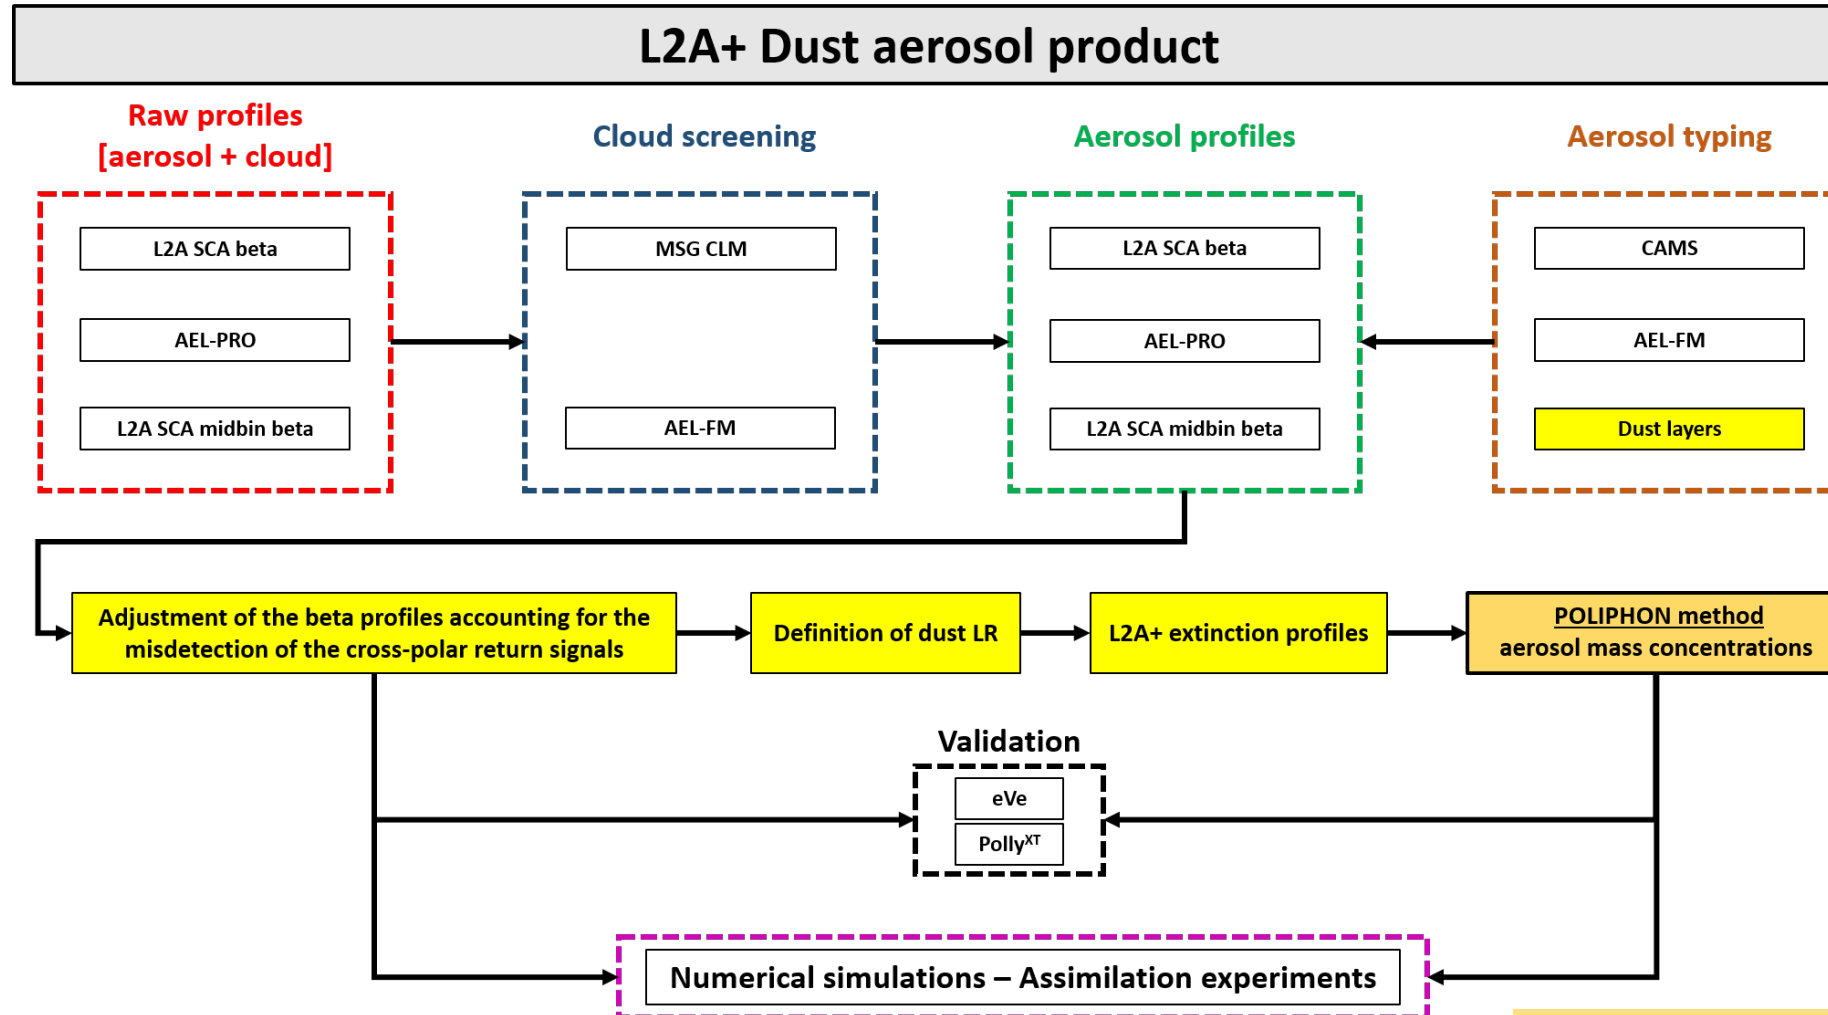 L2A+ Dust aerosol product
Raw profiles
[aerosol + cloud]
Cloud screening
Aerosol profiles
Aerosol typing
L2A SCA beta
MSG CLM
L2A SCA beta
CAMS
AEL-PRO
AEL-PRO
AEL-FM
L2A SCA midbin beta
AEL-FM
L2A SCA midbin beta
Dust layers
Adjustment of the beta profiles accounting for the
misdetection of the cross-polar return signals
Definition of dust LR
L2A+ extinction profiles
POLIPHON method
aerosol mass concentrations
Validation
eVe
Polly^XT
Numerical simulations – Assimilation experiments